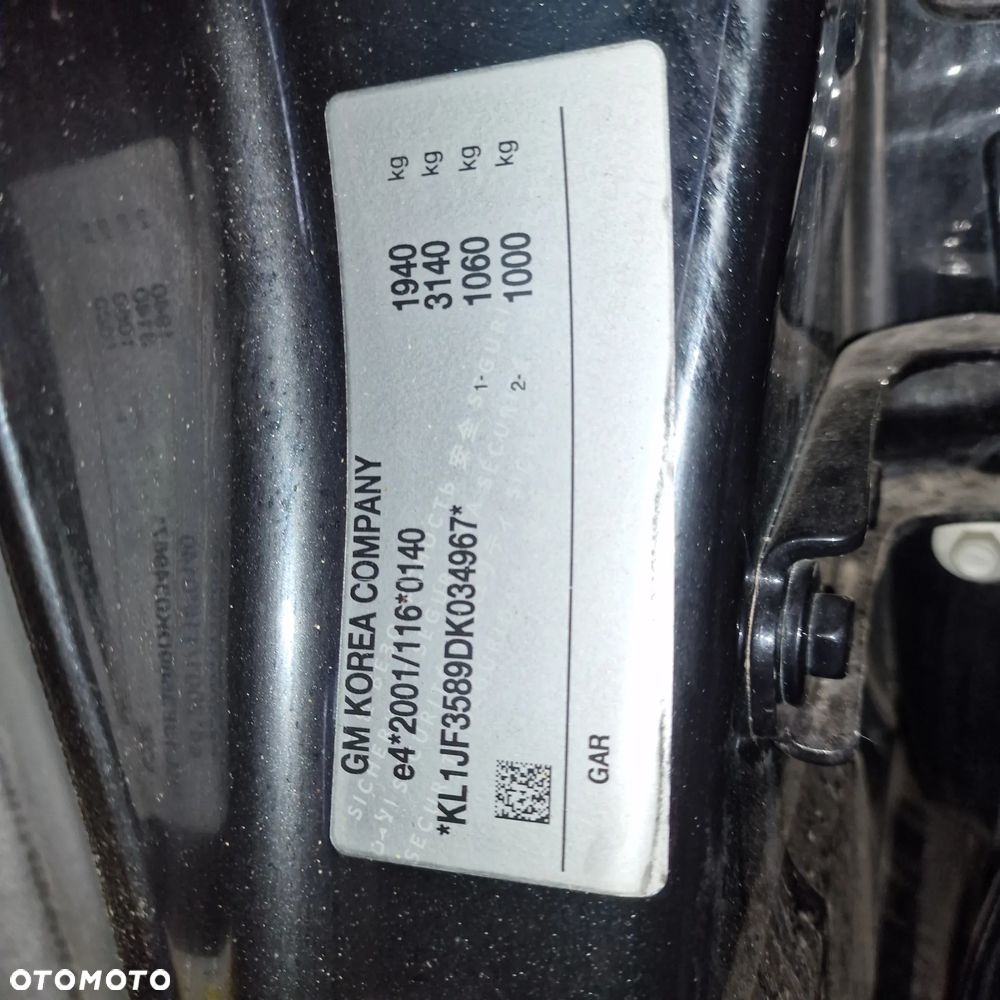 GM KOREA COMPANY
e4*2001/116*0140
*KL1JF3589DK034967*
1940 kg
3140 kg
1- 1060 kg
2- 1000 kg
GAR
OTOMOTO